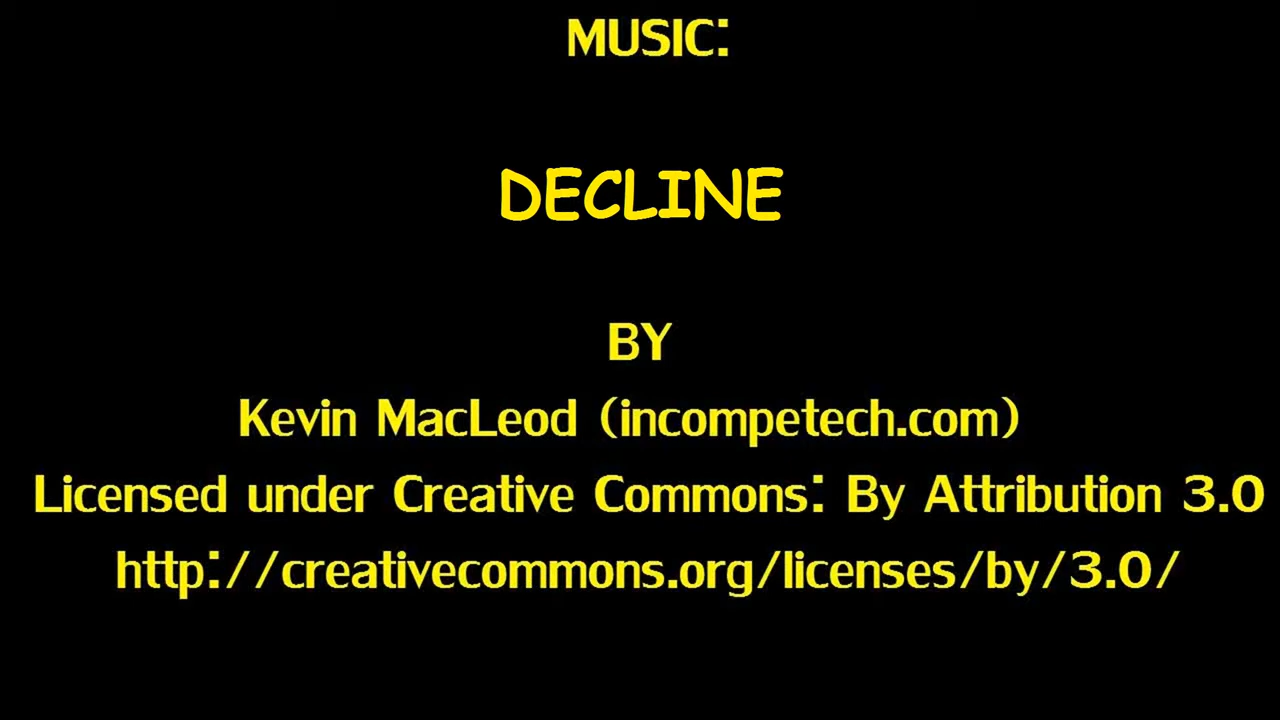 MUSIC:
DECLINE
BY
Kevin MacLeod (incompetech.com)
Licensed under Creative Commons: By Attribution 3.0
http://creativecommons.org/licenses/by/3.0/